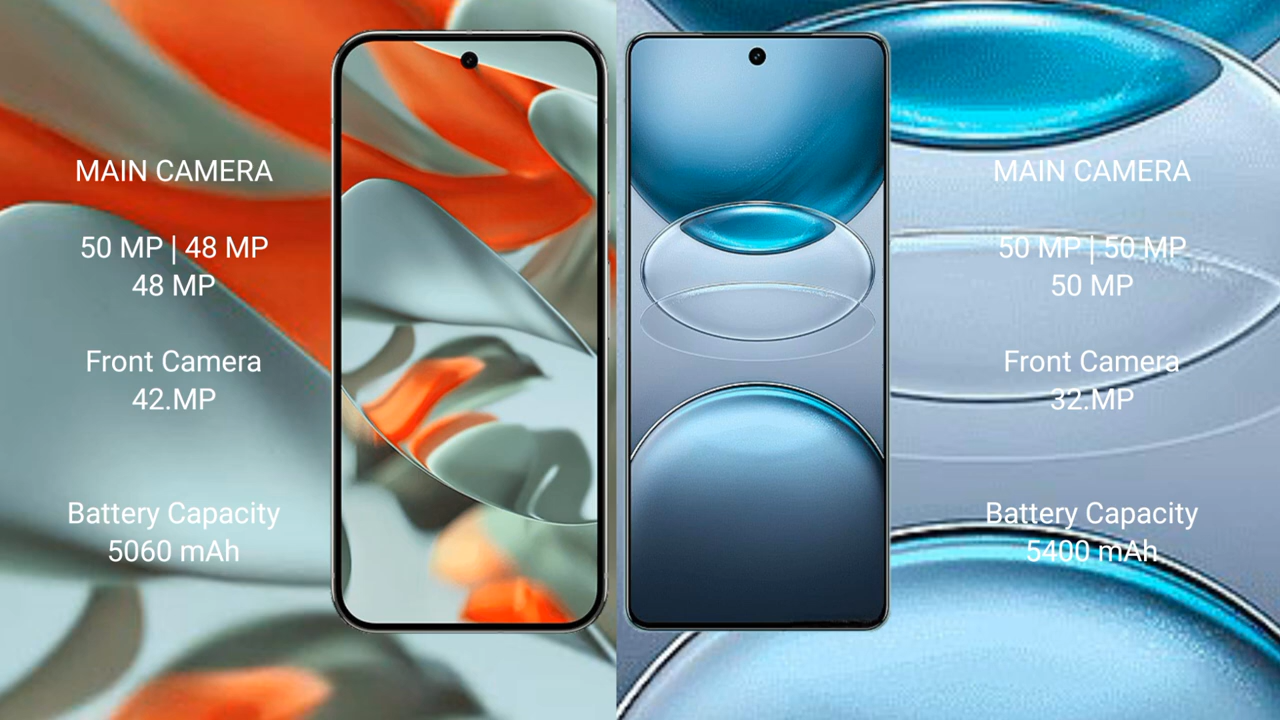 MAIN CAMERA
50 MP | 48 MP
48 MP
Front Camera
42.MP
Battery Capacity
5060 mAh
MAIN CAMERA
50 MP | 50 MP
50 MP
Front Camera
32.MP
Battery Capacity
5400 mAh